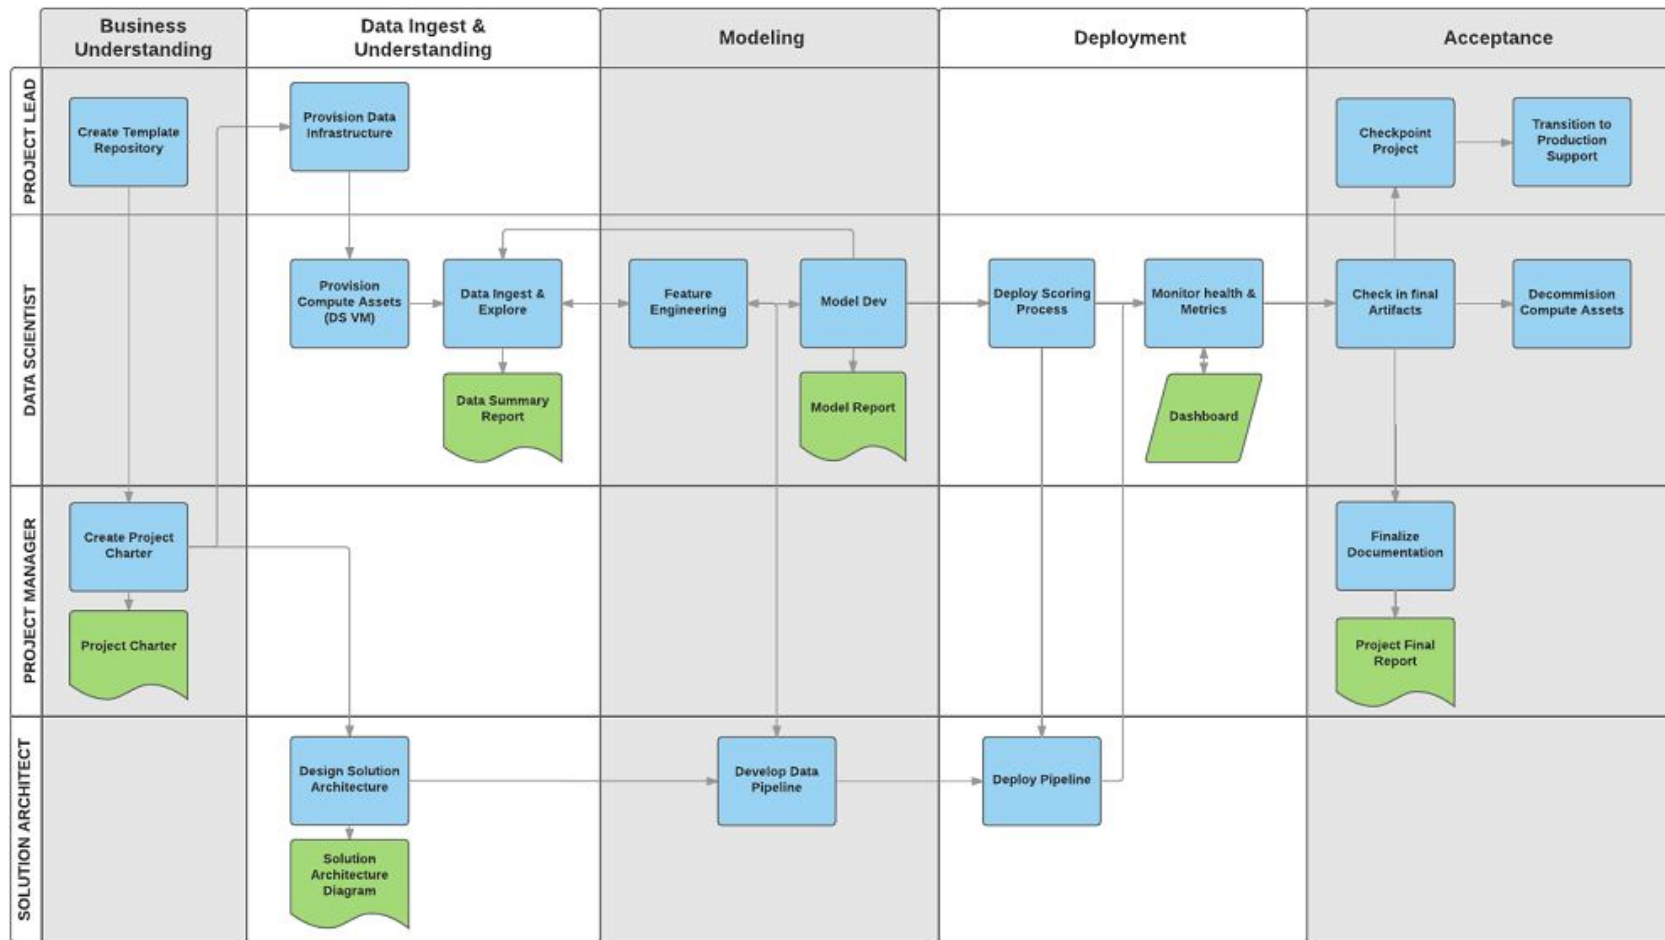 Business
Understanding
Data Ingest &
Understanding
Modeling
Deployment
Acceptance
PROJECT LEAD
Create Template
Repository
Provision Data
Infrastructure
Checkpoint
Project
Transition to
Production
Support
DATA SCIENTIST
Provision
Compute Assets
(DS VM)
Data Ingest &
Explore
Feature
Engineering
Model Dev
Deploy Scoring
Process
Monitor health &
Metrics
Check in final
Artifacts
Decommision
Compute Assets
Data Summary
Report
Model Report
Dashboard
PROJECT MANAGER
Create Project
Charter
Finalize
Documentation
Project Charter
Project Final
Report
SOLUTION ARCHITECT
Design Solution
Architecture
Develop Data
Pipeline
Deploy Pipeline
Solution
Architecture
Diagram